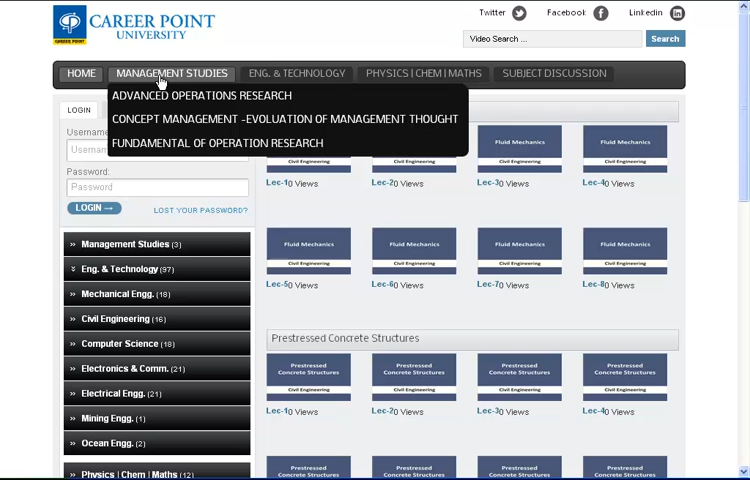 Twitter Facebook Linkedin
CAREER POINT
UNIVERSITY
CAREER POINT
Video Search ... Search
HOME MANAGEMENT STUDIES ENG. & TECHNOLOGY PHYSICS | CHEM | MATHS SUBJECT DISCUSSION
ADVANCED OPERATIONS RESEARCH
CONCEPT MANAGEMENT -EVOLUATION OF MANAGEMENT THOUGHT
FUNDAMENTAL OF OPERATION RESEARCH
LOGIN
Username
Usernam
Password:
Password
LOGIN → LOST YOUR PASSWORD?
» Management Studies (3)
Eng. & Technology (97)
» Mechanical Engg. (18)
» Civil Engineering (16)
» Computer Science (18)
» Electronics & Comm. (21)
» Electrical Engg. (21)
» Mining Engg. (1)
» Ocean Engg. (2)
» Physics | Chem | Maths (12)
Fluid Mechanics Fluid Mechanics
Civil Engineering Civil Engineering Civil Engineering Civil Engineering
Lec-1 0 Views Lec-2 0 Views Lec-3 0 Views Lec-4 0 Views
Fluid Mechanics Fluid Mechanics Fluid Mechanics Fluid Mechanics
Civil Engineering Civil Engineering Civil Engineering Civil Engineering
Lec-5 0 Views Lec-6 0 Views Lec-7 0 Views Lec-8 0 Views
Prestressed Concrete Structures
Prestressed Prestressed Prestressed Prestressed
Concrete Structures Concrete Structures Concrete Structures Concrete Structures
Civil Engineering Civil Engineering Civil Engineering Civil Engineering
Lec-1 0 Views Lec-2 0 Views Lec-3 0 Views Lec-4 0 Views
Prestressed Prestressed Prestressed Prestressed
Concrete Structures Concrete Structures Concrete Structures Concrete Structures